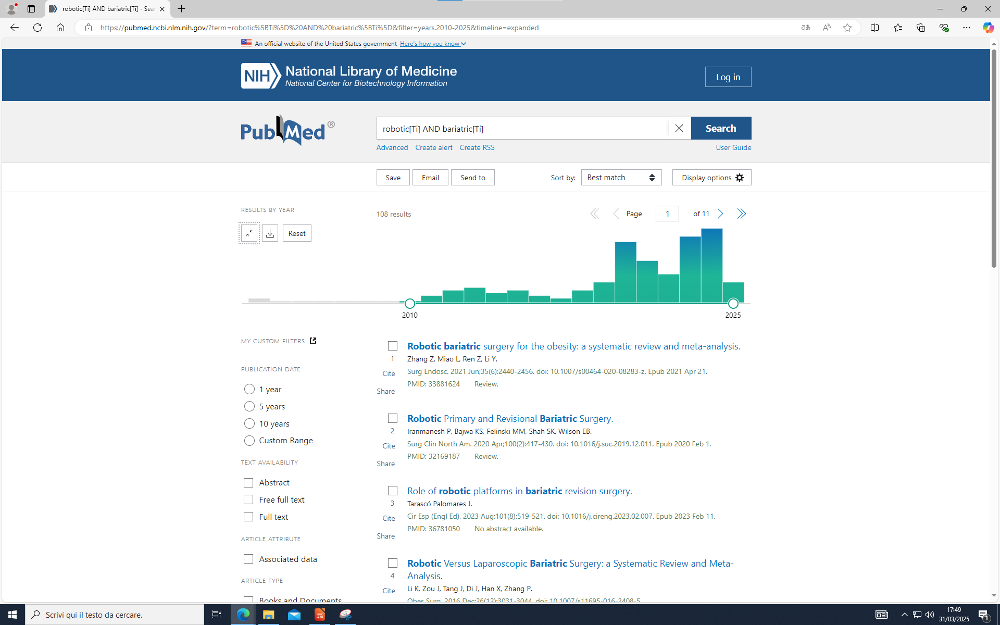 robotic[Ti] AND bariatric[Ti] - Sea
https://pubmed.ncbi.nlm.nih.gov/?term=robotic%5BTi%5D%20AND%20bariatric%5BTi%5D&filter=years.2010-2025&timeline=expanded
An official website of the United States government Here's how you know
NIH National Library of Medicine
National Center for Biotechnology Information
Log in
PubMed®
robotic[Ti] AND bariatric[Ti]
Search
Advanced Create alert Create RSS User Guide
Save Email Send to Sort by: Best match Display options
RESULTS BY YEAR
108 results
Page 1 of 11
Reset
2010 2025
MY CUSTOM FILTERS
PUBLICATION DATE
1 year
5 years
10 years
Custom Range
TEXT AVAILABILITY
Abstract
Free full text
Full text
ARTICLE ATTRIBUTE
Associated data
ARTICLE TYPE
Books and Documents
Robotic bariatric surgery for the obesity: a systematic review and meta-analysis.
1
Zhang Z, Miao L, Ren Z, Li Y.
Cite
Surg Endosc. 2021 Jun;35(6):2440-2456. doi: 10.1007/s00464-020-08283-z. Epub 2021 Apr 21.
PMID: 33881624 Review.
Share
Robotic Primary and Revisional Bariatric Surgery.
2
Iranmanesh P, Bajwa KS, Felinski MM, Shah SK, Wilson EB.
Cite
Surg Clin North Am. 2020 Apr;100(2):417-430. doi: 10.1016/j.suc.2019.12.011. Epub 2020 Feb 1.
PMID: 32169187 Review.
Share
Role of robotic platforms in bariatric revision surgery.
3
Tarascó Palomares J.
Cite
Cir Esp (Engl Ed). 2023 Aug;101(8):519-521. doi: 10.1016/j.cireng.2023.02.007. Epub 2023 Feb 11.
PMID: 36781050 No abstract available.
Share
Robotic Versus Laparoscopic Bariatric Surgery: a Systematic Review and Meta-
Analysis.
4
Li K, Zou J, Tang J, Di J, Han X, Zhang P.
Cite
Obes Surg. 2016 Dec;26(12):3031-3044. doi: 10.1007/s11695-016-2408-5.
Scrivi qui il testo da cercare.
17:49
31/03/2025
1